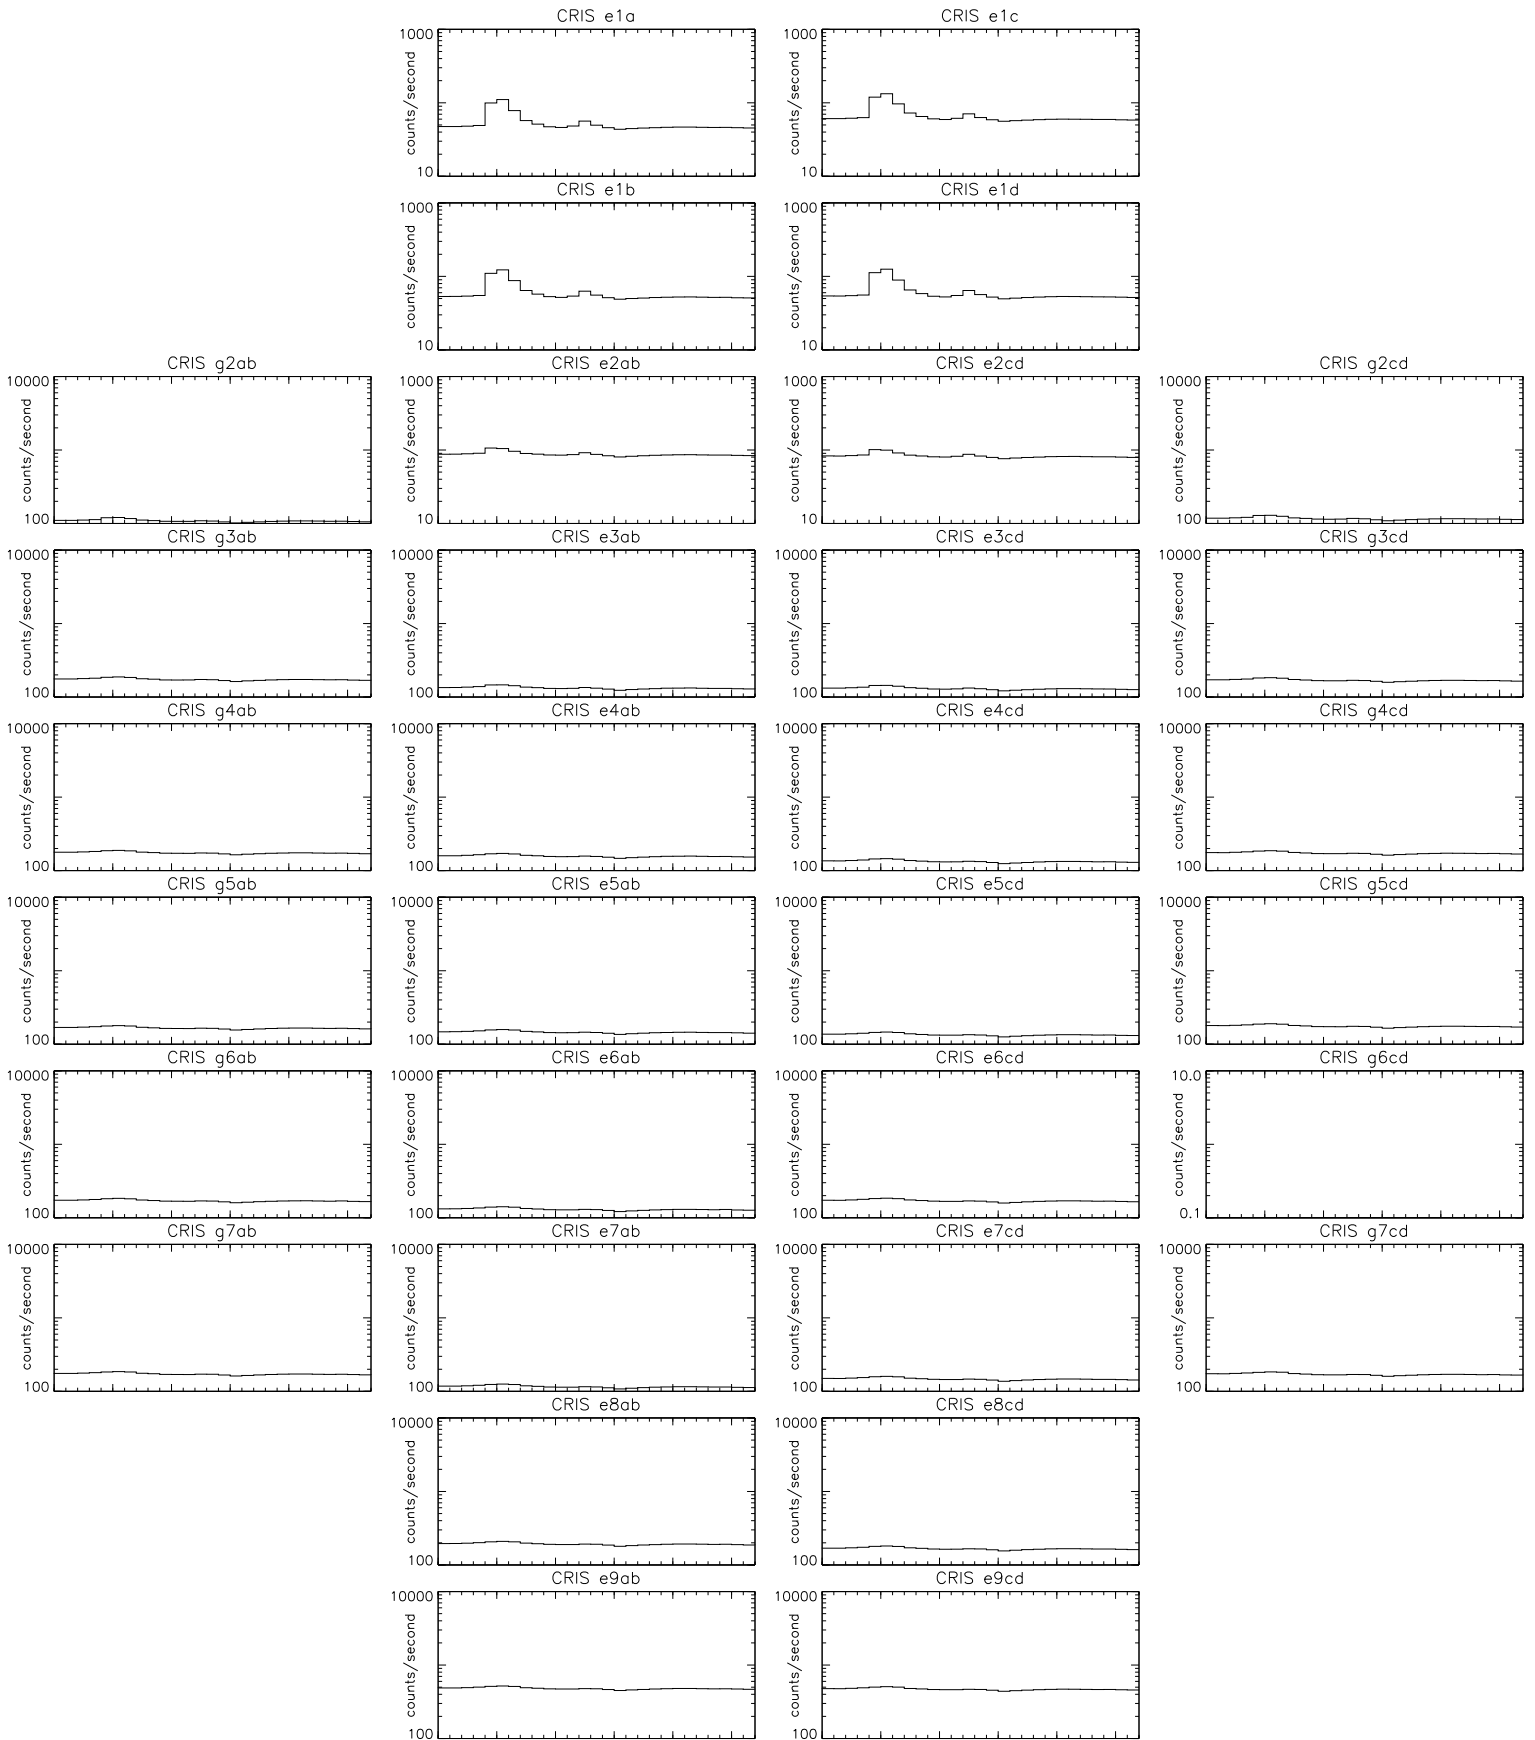 CRIS e1a CRIS e1c
1000 1000
counts/second counts/second
10 10
CRIS e1b CRIS e1d
1000 1000
counts/second counts/second
10 10
CRIS g2ab CRIS e2ab CRIS e2cd CRIS g2cd
10000 1000 1000 10000
counts/second counts/second counts/second counts/second
100 10 10 100
CRIS g3ab CRIS e3ab CRIS e3cd CRIS g3cd
10000 10000 10000 10000
counts/second counts/second counts/second counts/second
100 100 100 100
CRIS g4ab CRIS e4ab CRIS e4cd CRIS g4cd
10000 10000 10000 10000
counts/second counts/second counts/second counts/second
100 100 100 100
CRIS g5ab CRIS e5ab CRIS e5cd CRIS g5cd
10000 10000 10000 10000
counts/second counts/second counts/second counts/second
100 100 100 100
CRIS g6ab CRIS e6ab CRIS e6cd CRIS g6cd
10000 10000 10000 10.0
counts/second counts/second counts/second counts/second
100 100 100 0.1
CRIS g7ab CRIS e7ab CRIS e7cd CRIS g7cd
10000 10000 10000 10000
counts/second counts/second counts/second counts/second
100 100 100 100
CRIS e8ab CRIS e8cd
10000 10000
counts/second counts/second
100 100
CRIS e9ab CRIS e9cd
10000 10000
counts/second counts/second
100 100